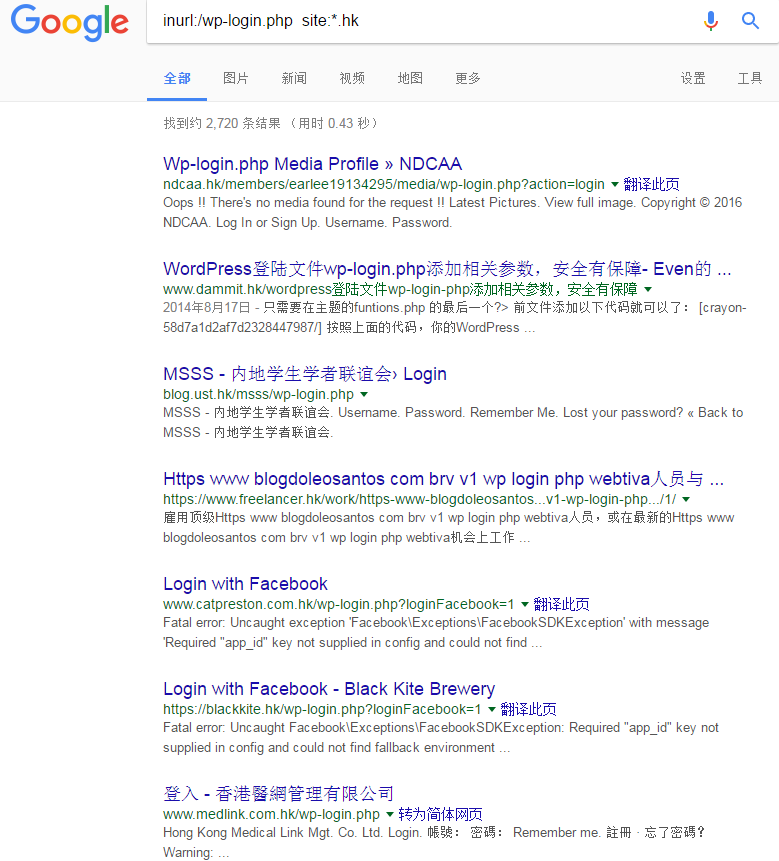 Google
inurl:/wp-login.php  site:*.hk
全部 图片 新闻 视频 地图 更多 设置 工具
找到约 2,720 条结果 （用时 0.43 秒）
Wp-login.php Media Profile » NDCAA
ndcaa.hk/members/earlee19134295/media/wp-login.php?action=login 翻译此页
Oops !! There's no media found for the request !! Latest Pictures. View full image. Copyright © 2016
NDCAA. Log In or Sign Up. Username. Password.
WordPress登陆文件wp-login.php添加相关参数，安全有保障- Even的 ...
www.dammit.hk/wordpress登陆文件wp-login-php添加相关参数，安全有保障
2014年8月17日 - 只需要在主题的funtions.php 的最后一个?> 前文件添加以下代码就可以了： [crayon-
58d7a1d2af7d2328447987/] 按照上面的代码，你的WordPress ...
MSSS - 内地学生学者联谊会› Login
blog.ust.hk/msss/wp-login.php
MSSS - 内地学生学者联谊会. Username. Password. Remember Me. Lost your password? « Back to
MSSS - 内地学生学者联谊会.
Https www blogdoleosantos com brv v1 wp login php webtiva人员与 ...
https://www.freelancer.hk/work/https-www-blogdoleosantos...v1-wp-login-php.../1/
雇用顶级Https www blogdoleosantos com brv v1 wp login php webtiva人员，或在最新的Https www
blogdoleosantos com brv v1 wp login php webtiva机会上工作 ...
Login with Facebook
www.catpreston.com.hk/wp-login.php?loginFacebook=1 翻译此页
Fatal error: Uncaught exception 'Facebook\Exceptions\FacebookSDKException' with message
'Required "app_id" key not supplied in config and could not find ...
Login with Facebook - Black Kite Brewery
https://blackkite.hk/wp-login.php?loginFacebook=1 翻译此页
Fatal error: Uncaught Facebook\Exceptions\FacebookSDKException: Required "app_id" key not
supplied in config and could not find fallback environment ...
登入 - 香港醫網管理有限公司
www.medlink.com.hk/wp-login.php 转为简体网页
Hong Kong Medical Link Mgt. Co. Ltd. Login. 帳號： 密碼： Remember me. 註冊 · 忘了密碼？
Warning: ...